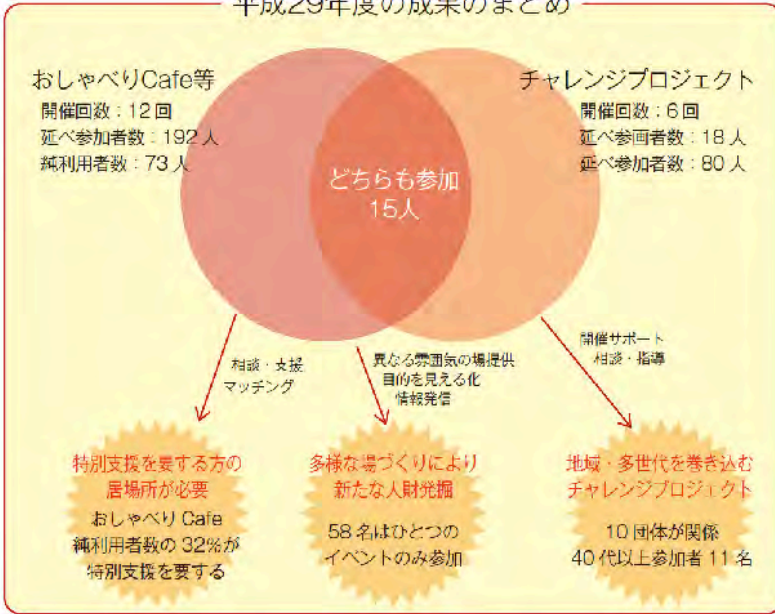 平成29年度の成果のまとめ
おしゃべりCafe等
開催回数：12回
延べ参加者数：192人
純利用者数：73人
チャレンジプロジェクト
開催回数：6回
延べ参画者数：18人
延べ参加者数：80人
どちらも参加
15人
相談・支援
マッチング
異なる雰囲気の場提供
目的を見える化
情報発信
開催サポート
相談・指導
特別支援を要する方の
居場所が必要
おしゃべりCafe
純利用者数の32%が
特別支援を要する
多様な場づくりにより
新たな人財発掘
58名はひとつの
イベントのみ参加
地域・多世代を巻き込む
チャレンジプロジェクト
10団体が関係
40代以上参加者11名